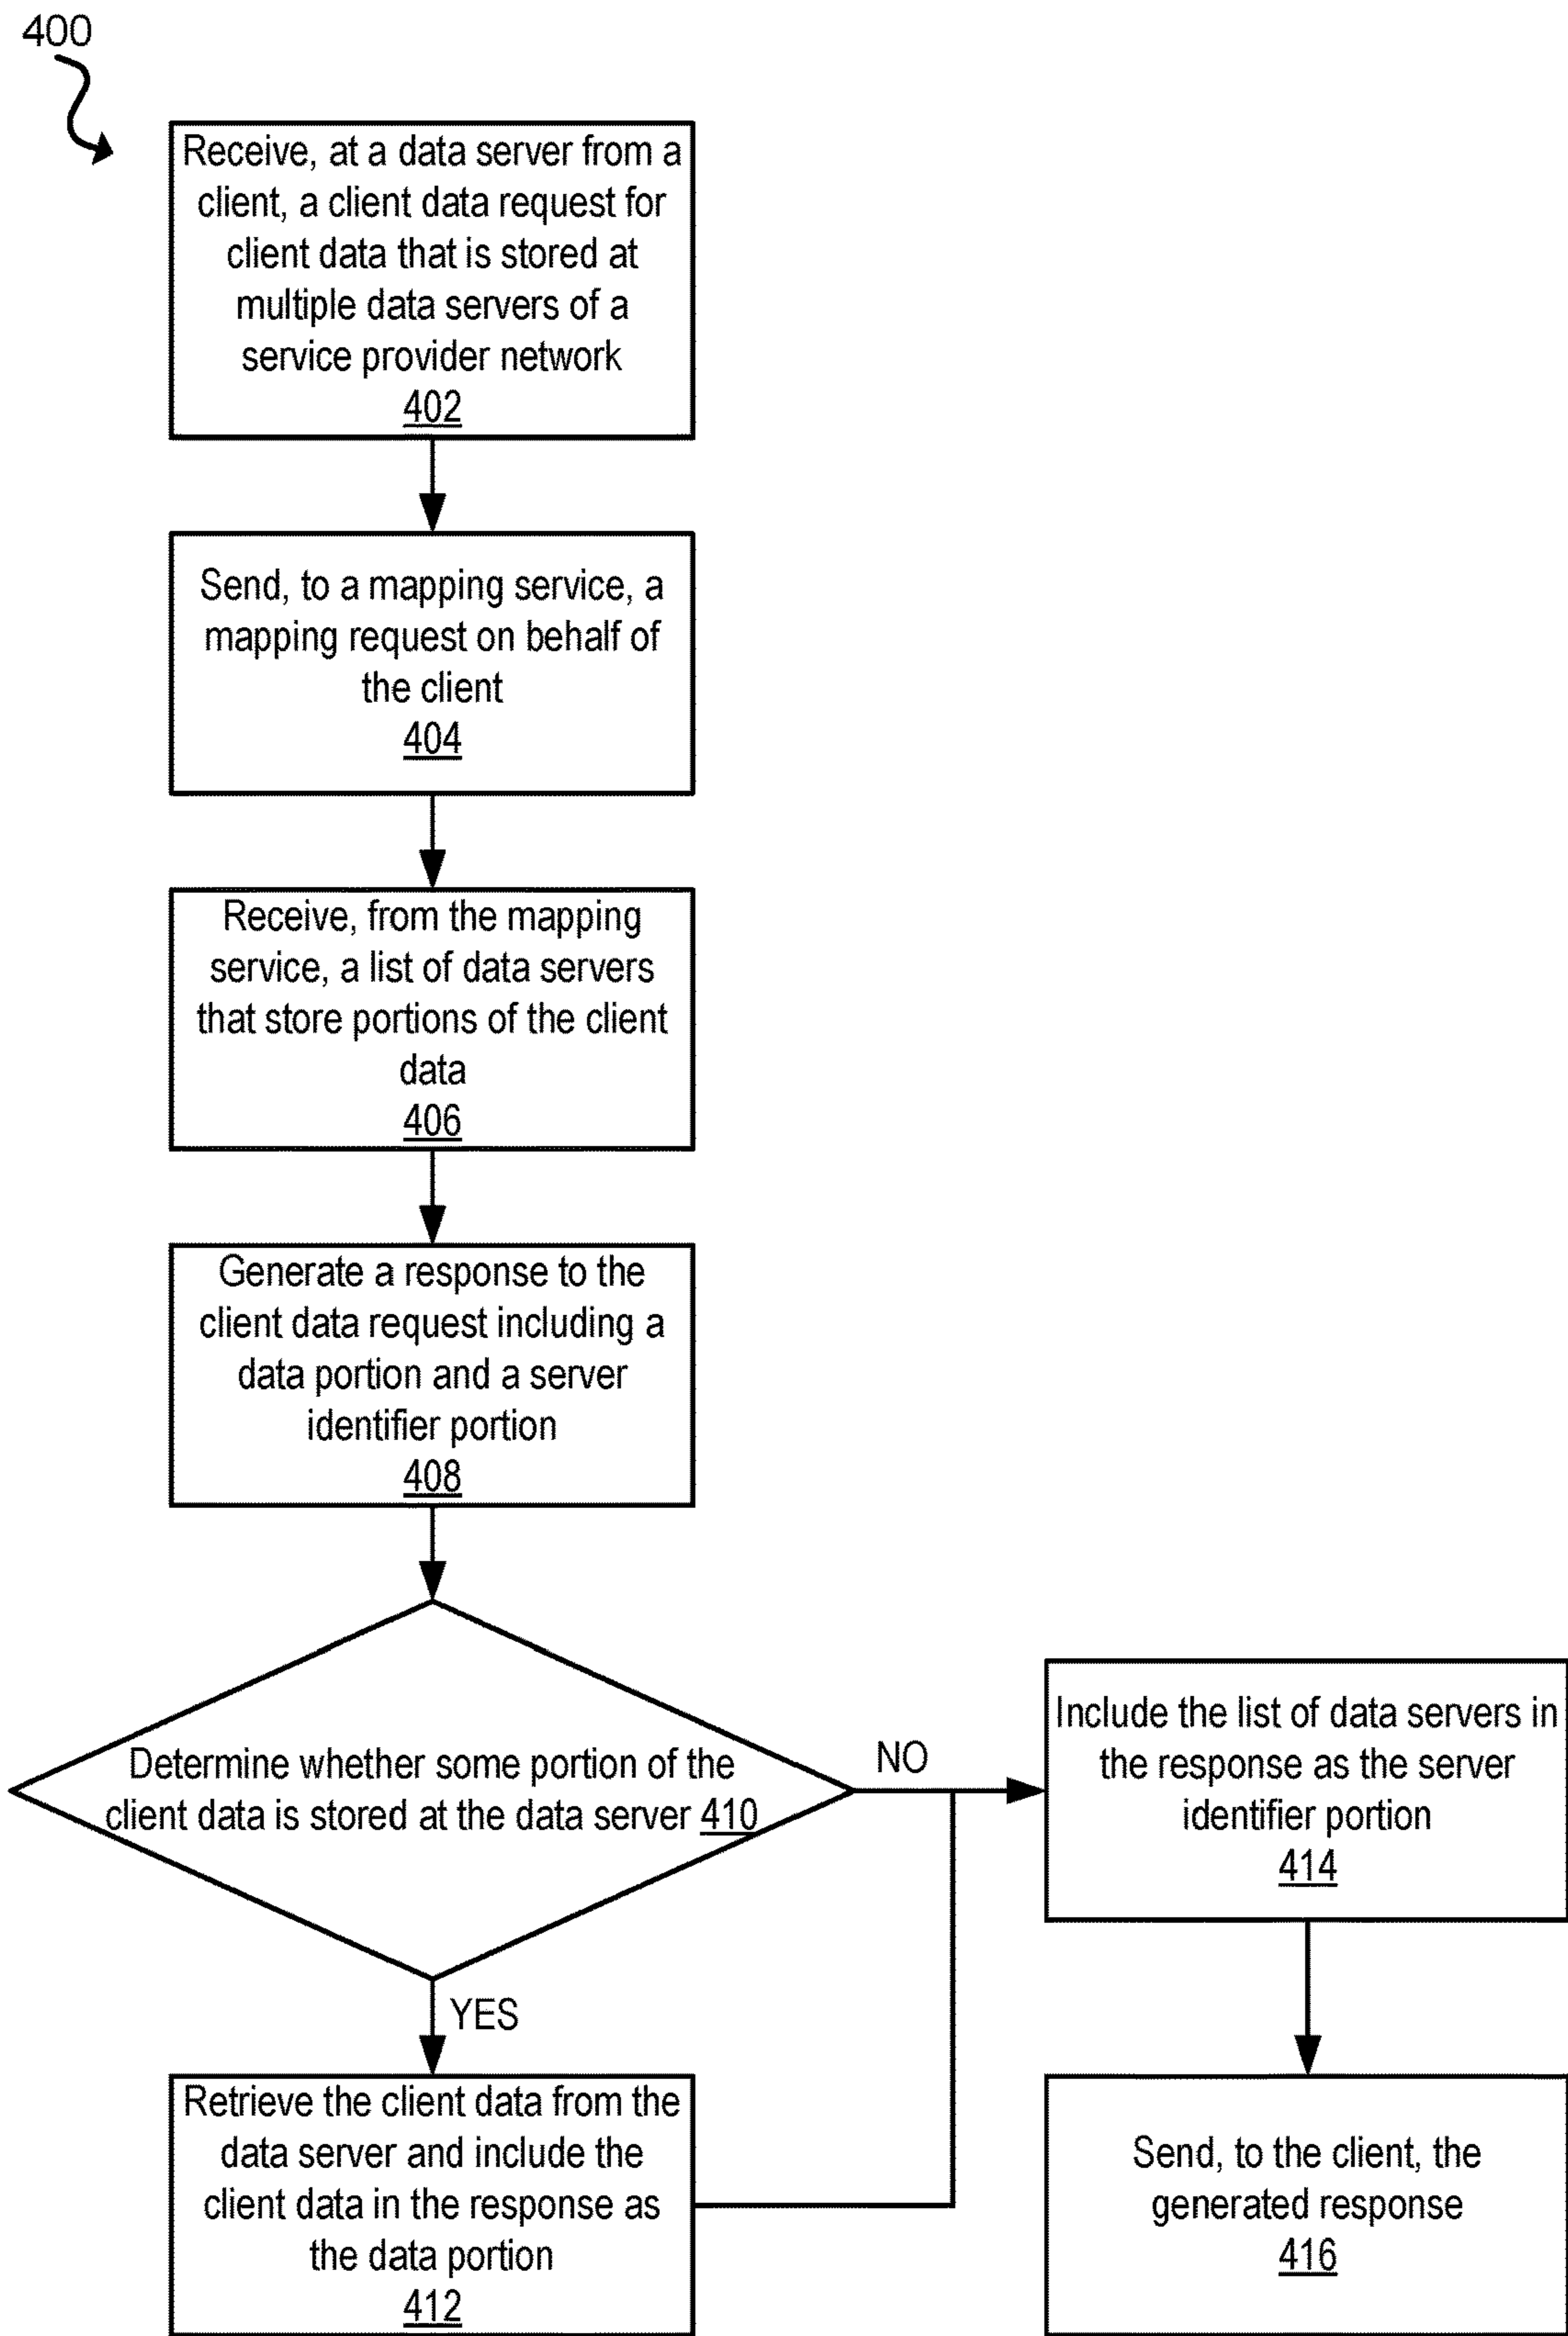 400
Receive, at a data server from a
client, a client data request for
client data that is stored at
multiple data servers of a
service provider network
402
Send, to a mapping service, a
mapping request on behalf of
the client
404
Receive, from the mapping
service, a list of data servers
that store portions of the client
data
406
Generate a response to the
client data request including a
data portion and a server
identifier portion
408
Determine whether some portion of the
client data is stored at the data server 410
NO
YES
Retrieve the client data from the
data server and include the
client data in the response as
the data portion
412
Include the list of data servers in
the response as the server
identifier portion
414
Send, to the client, the
generated response
416